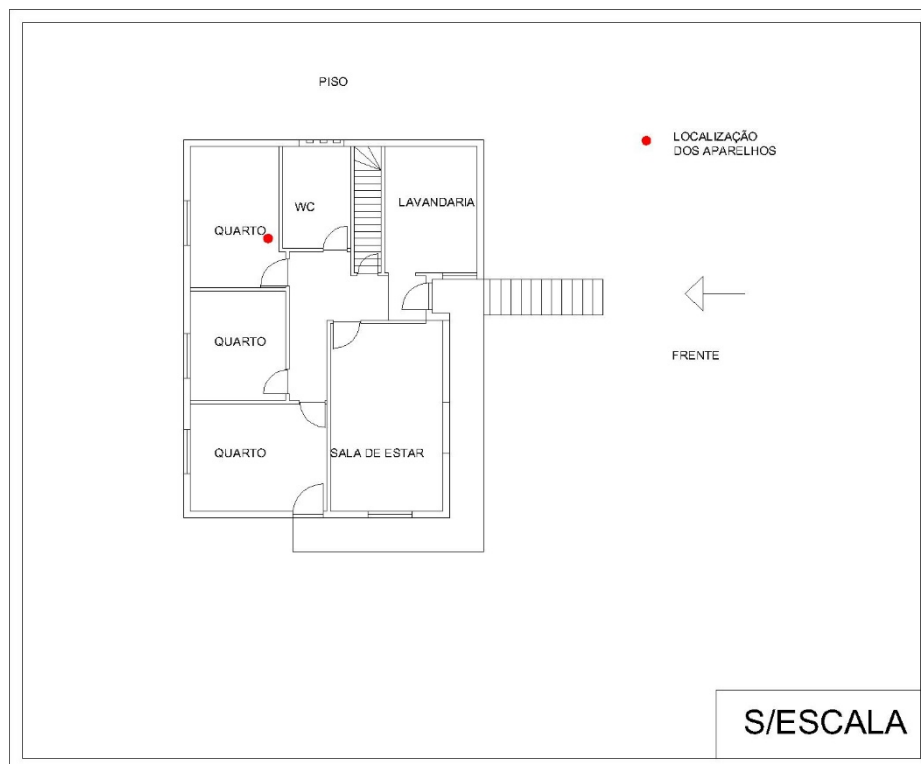 PISO
LOCALIZAÇÃO
DOS APARELHOS
WC
LAVANDARIA
QUARTO
QUARTO
FRENTE
QUARTO
SALA DE ESTAR
S/ESCALA